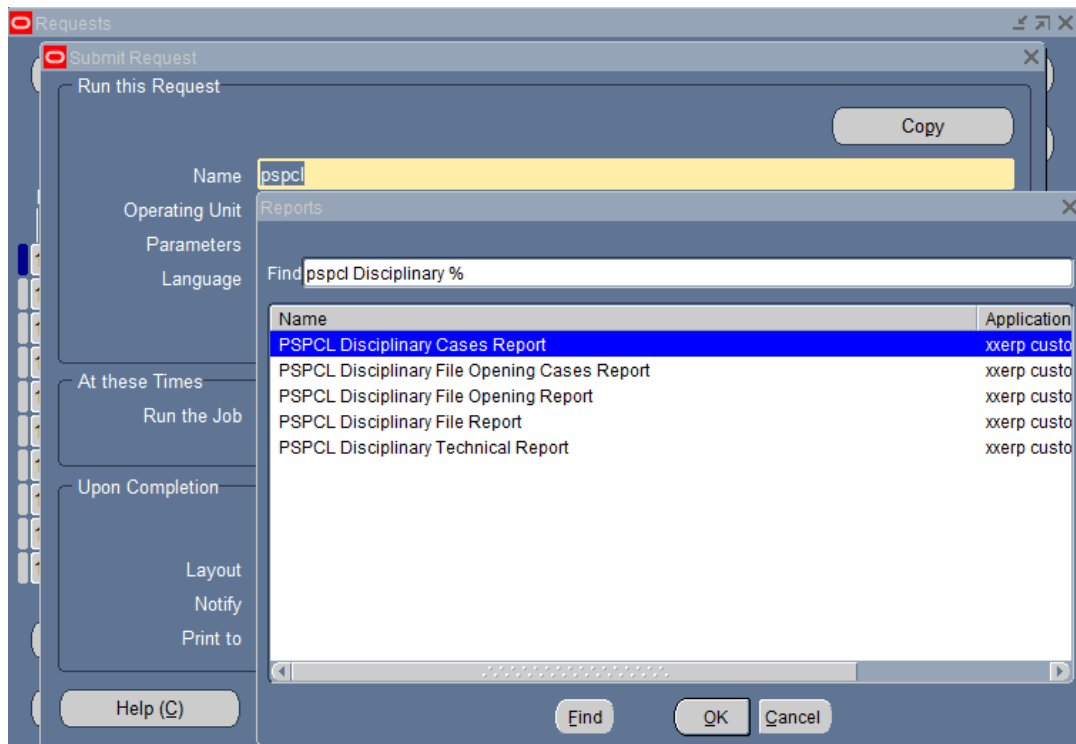 Requests
Submit Request
Run this Request
Copy
Name pspcl
Operating Unit
Parameters
Language
Reports
Find pspcl Disciplinary %
Name Application
PSPCL Disciplinary Cases Report xxerp custo
PSPCL Disciplinary File Opening Cases Report xxerp custo
PSPCL Disciplinary File Opening Report xxerp custo
PSPCL Disciplinary File Report xxerp custo
PSPCL Disciplinary Technical Report xxerp custo
At these Times
Run the Job
Upon Completion
Layout
Notify
Print to
Help (C)
Find OK Cancel